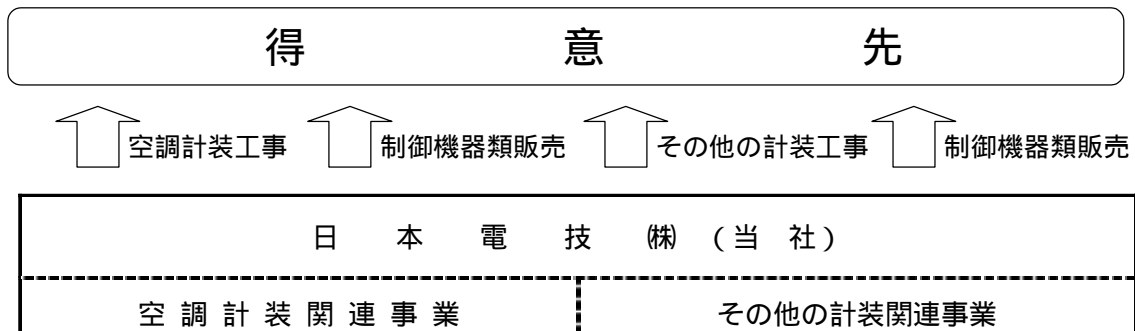 得意先
空調計装工事 制御機器類販売 その他の計装工事 制御機器類販売
日本電技㈱(当社)
空調計装関連事業 その他の計装関連事業